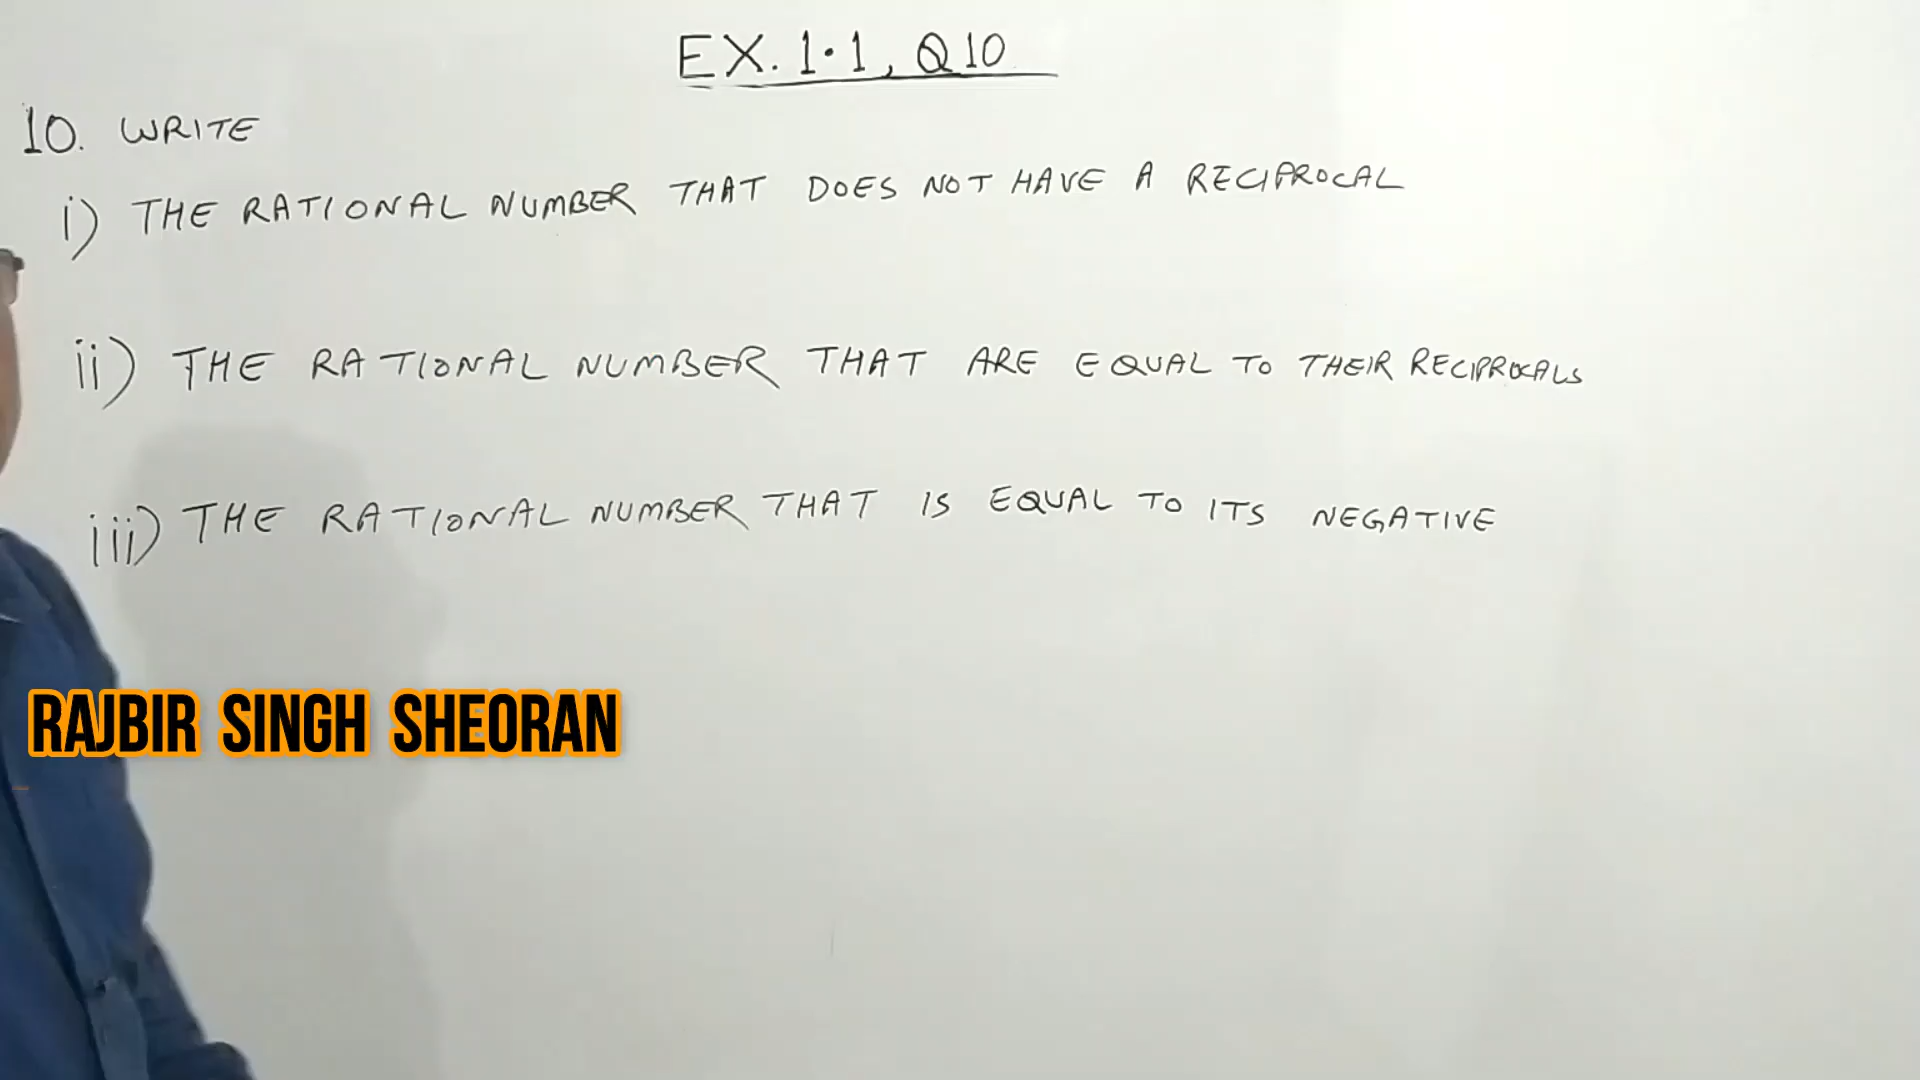 EX. 1.1, Q10
10. WRITE
i) THE RATIONAL NUMBER THAT DOES NOT HAVE A RECIPROCAL
ii) THE RATIONAL NUMBER THAT ARE EQUAL TO THEIR RECIPROCALS
iii) THE RATIONAL NUMBER THAT IS EQUAL TO ITS NEGATIVE
RAJBIR SINGH SHEORAN